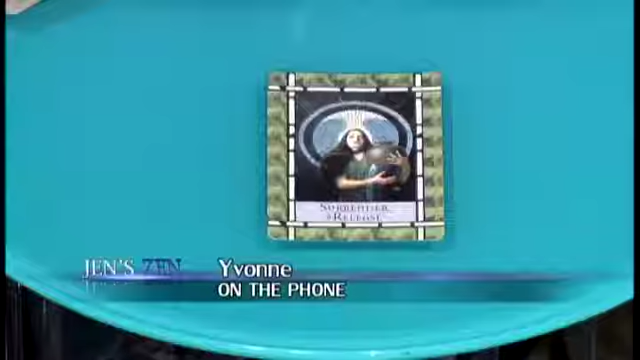 SURRENDER
& RELEASE
JEN'S ZEN
Yvonne
ON THE PHONE